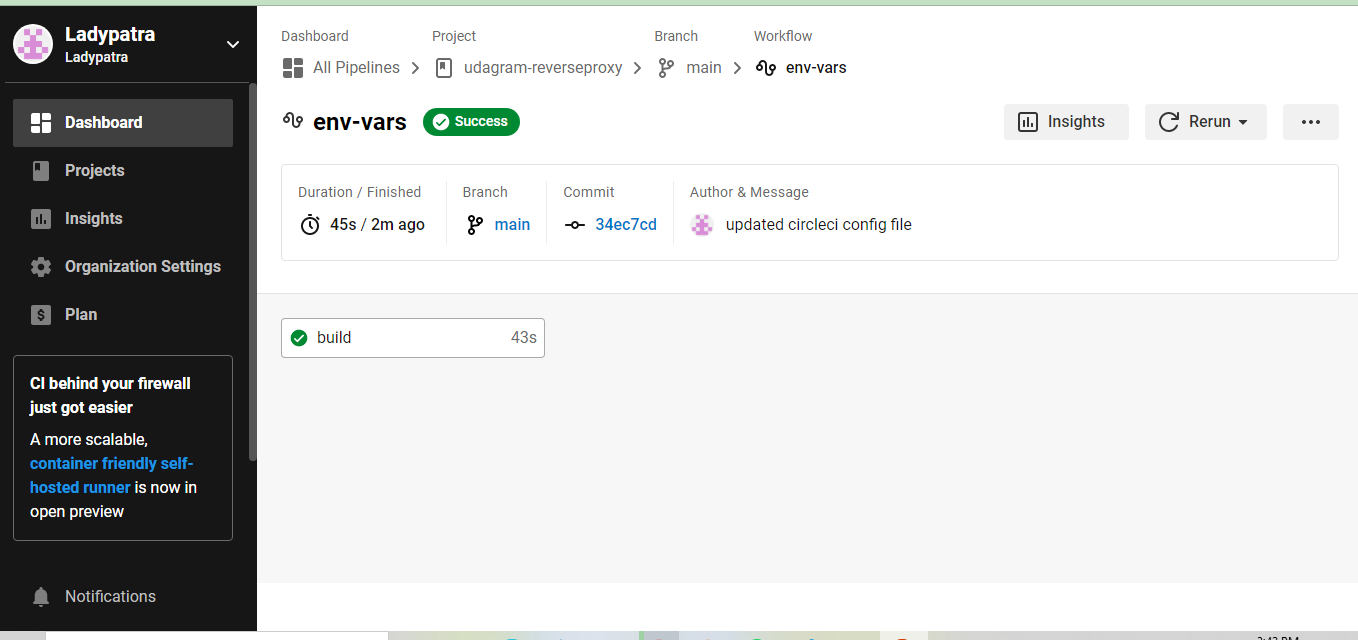 Ladypatra
Ladypatra
Dashboard
Projects
Insights
Organization Settings
Plan
CI behind your firewall
just got easier
A more scalable,
container friendly self-
hosted runner is now in
open preview
Notifications
Dashboard Project Branch Workflow
All Pipelines udagram-reverseproxy main env-vars
env-vars Success Insights Rerun
Duration / Finished Branch Commit Author & Message
45s / 2m ago main 34ec7cd updated circleci config file
build 43s